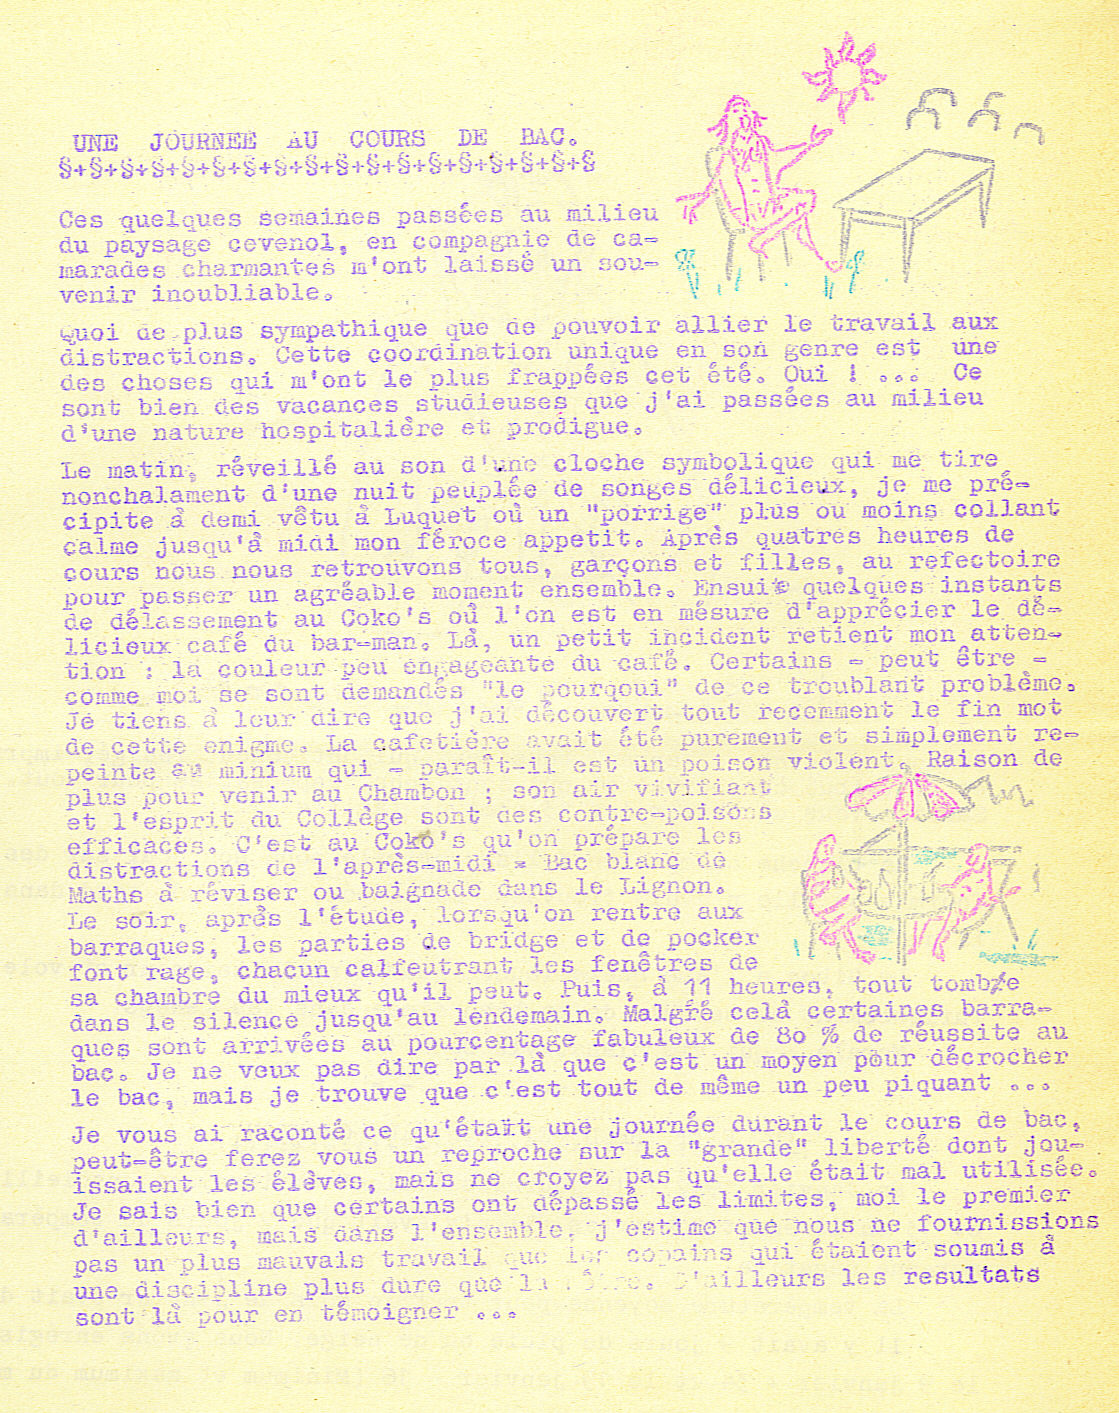 UNE JOURNEE AU COURS DE BAC.
§+§+§+§+§+§+§+§+§+§+§+§+§+§+§+§+§+§
Ces quelques semaines passées au milieu
du paysage cevenol, en compagnie de ca-
marades charmantes m'ont laissé un sou-
venir inoubliable.
Quoi de plus sympathique que de pouvoir allier le travail aux
distractions. Cette coordination unique en son genre est une
des choses qui m'ont le plus frappées cet été. Oui ! ... Ce
sont bien des vacances studieuses que j'ai passées au milieu
d'une nature hospitalière et prodigue.
Le matin, réveillé au son d'une cloche symbolique qui me tire
nonchalament d'une nuit peuplée de songes délicieux, je me pré-
cipite à demi vêtu à Luquet où un "porrige" plus ou moins collant
calme jusqu'à midi mon féroce appetit. Après quatres heures de
cours nous nous retrouvons tous, garçons et filles, au refectoire
pour passer un agréable moment ensemble. Ensuite quelques instants
de délassement au Coko's où l'on est en mésure d'apprécier le dé-
licieux café du bar-man. Là, un petit incident retient mon atten-
tion : la couleur peu engageante du café. Certains - peut être -
comme moi se sont demandés "le pourqoui" de ce troublant problème.
Je tiens à leur dire que j'ai découvert tout recemment le fin mot
de cette enigme. La cafetière avait été purement et simplement re-
peinte au minium qui - paraît-il est un poison violent. Raison de
plus pour venir au Chambon ; son air vivifiant
et l'esprit du Collège sont des contre-poisons
efficaces. C'est au Coko's qu'on prépare les
distractions de l'après-midi = Bac blanc de
Maths à réviser ou baignade dans le Lignon.
Le soir, après l'étude, lorsqu'on rentre aux
barraques, les parties de bridge et de pocker
font rage, chacun calfeutrant les fenêtres de
sa chambre du mieux qu'il peut. Puis, à 11 heures, tout tombe
dans le silence jusqu'au lendemain. Malgré celà certaines barra-
ques sont arrivées au pourcentage fabuleux de 80 % de réussite au
bac. Je ne veux pas dire par là que c'est un moyen pour décrocher
le bac, mais je trouve que c'est tout de même un peu piquant ...
Je vous ai raconté ce qu'était une journée durant le cours de bac,
peut-être ferez vous un reproche sur la "grande" liberté dont jou-
issaient les élèves, mais ne croyez pas qu'elle était mal utilisée.
Je sais bien que certains ont dépassé les limites, moi le premier
d'ailleurs, mais dans l'ensemble, j'estime que nous ne fournissions
pas un plus mauvais travail que les copains qui étaient soumis à
une discipline plus dure que la nôtre. D'ailleurs les resultats
sont là pour en témoigner ...